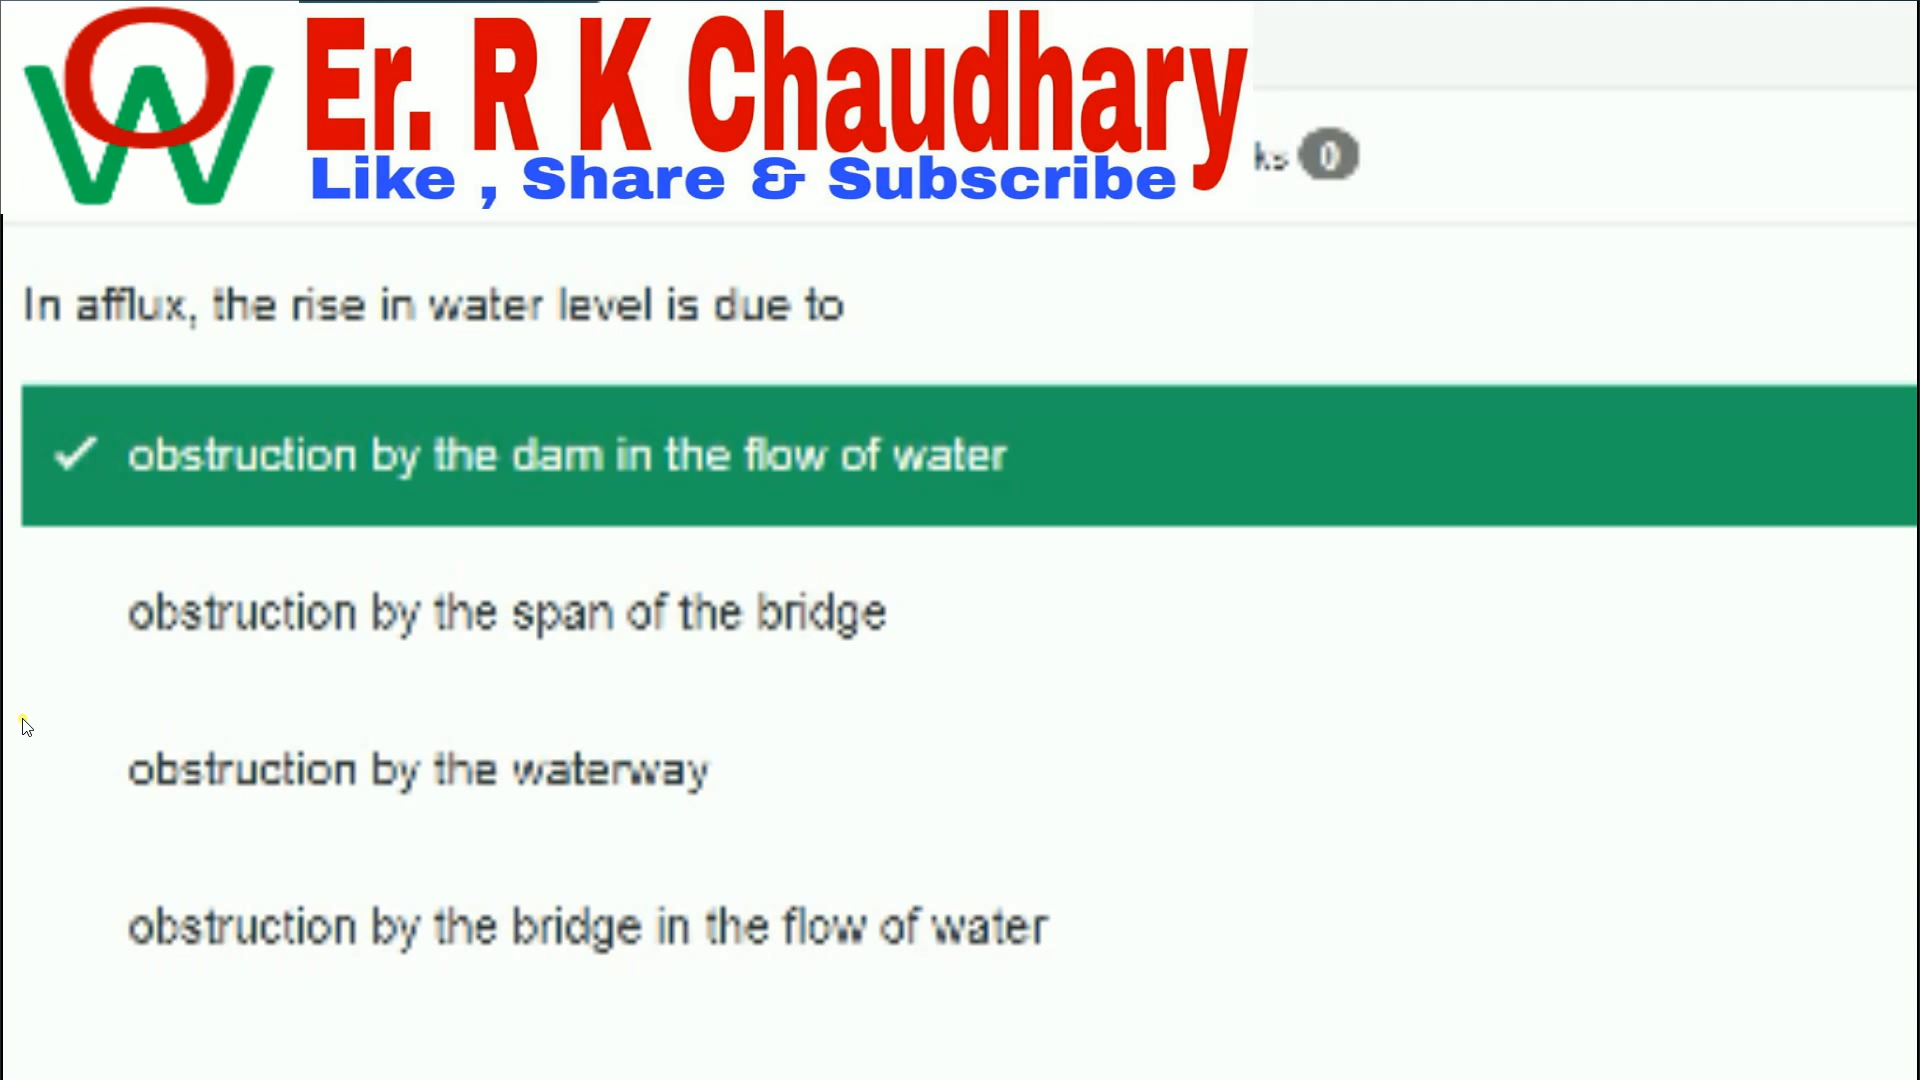 OW
Er. R K Chaudhary
Like , Share & Subscribe
ks 0
In afflux, the rise in water level is due to
✓ obstruction by the dam in the flow of water
obstruction by the span of the bridge
obstruction by the waterway
obstruction by the bridge in the flow of water